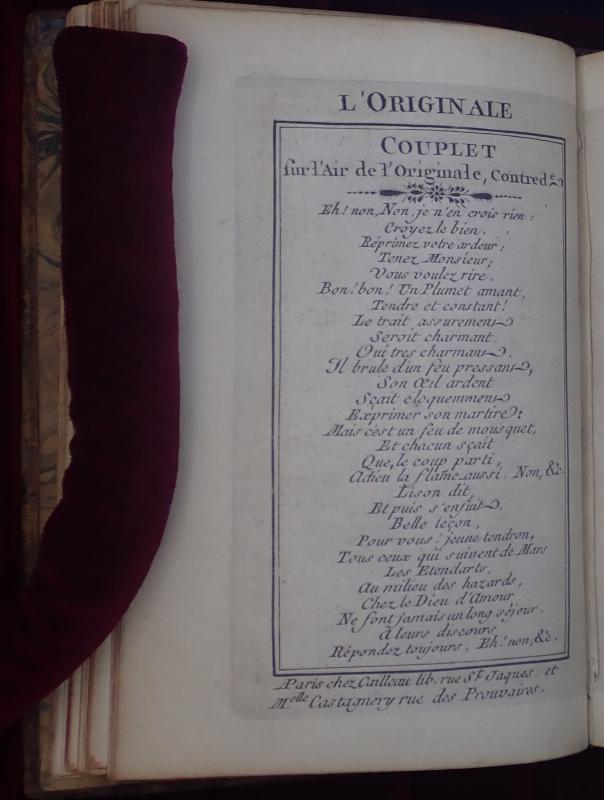 L'ORIGINALE
COUPLET
sur l'Air de l'Originale, Contred.
Eh! non, Non, je n'en crois rien:
Croyez le bien.
Réprimez votre ardeur;
Tenez Monsieur;
Vous voulez rire.
Bon! bon! Un Plumet amant,
Tendre et constant!
Le trait assurement
Seroit charmant.
Oui tres charmant.
Il brule d'un feu pressant,
Son Œil ardent
Sçait eloquemment
Exprimer son martire:
Mais c'est un feu de mousquet,
Et chacun sçait
Que, le coup parti,
Adieu la flame aussi. Non, &c.
Lison dit,
Et puis s'enfuit.
Belle leçon,
Pour vous! jeune tendron,
Tous ceux qui suivent de Mars
Les Etendarts,
Au milieu des hazards,
Chez le Dieu d'Amour
Ne font jamais un long séjour.
A leurs discours
Répondez toujours. Eh! non, &c.
A Paris chez Cailleau lib. rue St. Jaques. et
Melle Castagnery rue des Prouvaires.